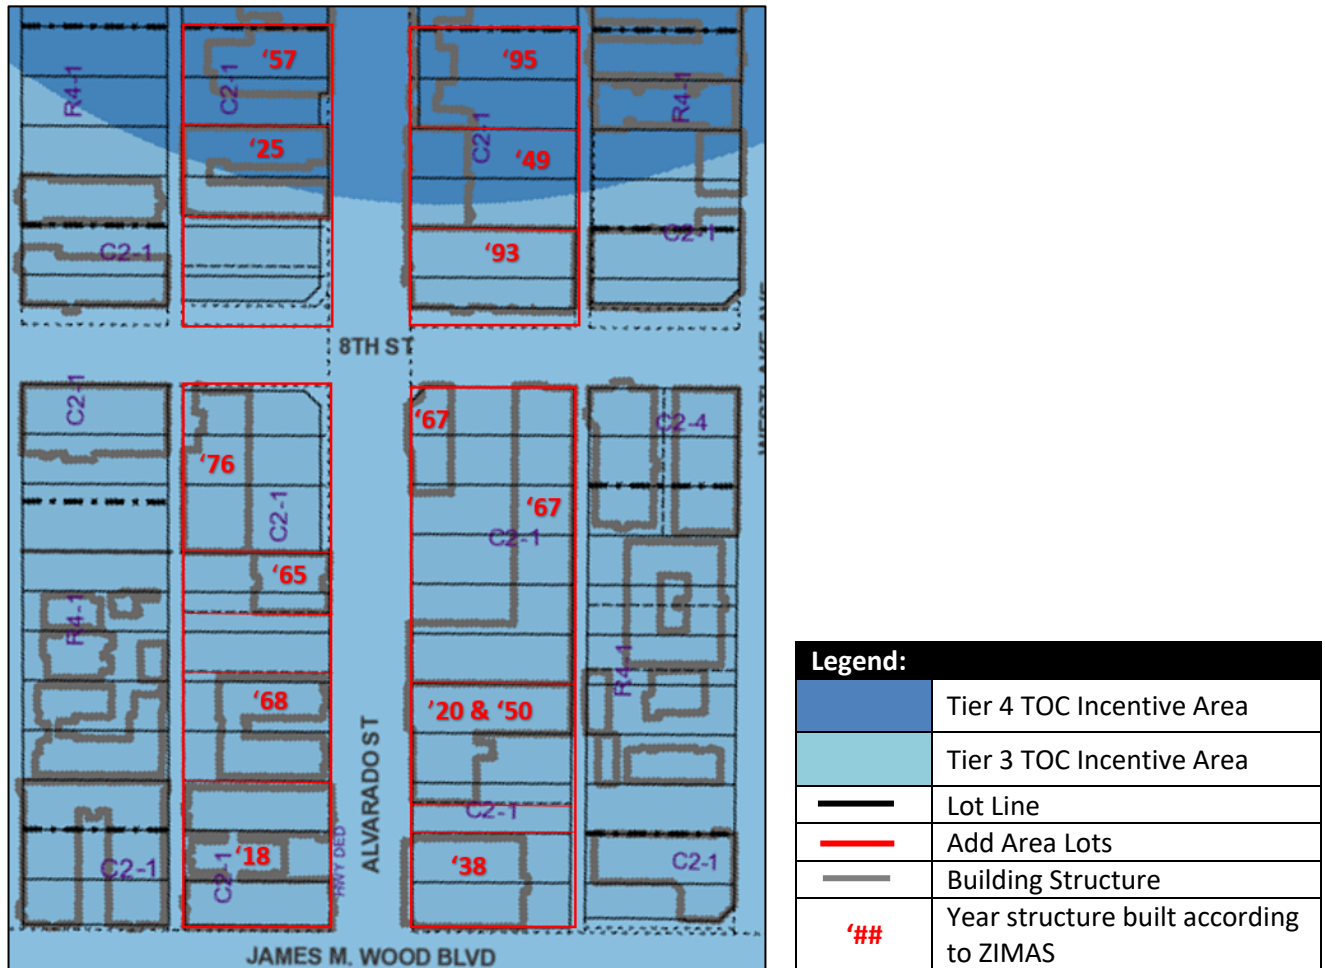 ‘57
‘95
R4-1
C2-1
C2-1
R4-1
‘25
‘49
C2-1
‘93
C2-1
8TH ST
WESTLAKE AVE
C2-1
‘67
C2-4
‘76
C2-1
‘67
C2-1
‘65
R4-1
R4-1
‘68
’20 & ‘50
ALVARADO ST
C2-1
HWY DED
C2-1
‘18
C2-1
‘38
C2-1
JAMES M. WOOD BLVD
Legend:
Tier 4 TOC Incentive Area
Tier 3 TOC Incentive Area
Lot Line
Add Area Lots
Building Structure
‘##
Year structure built according
to ZIMAS